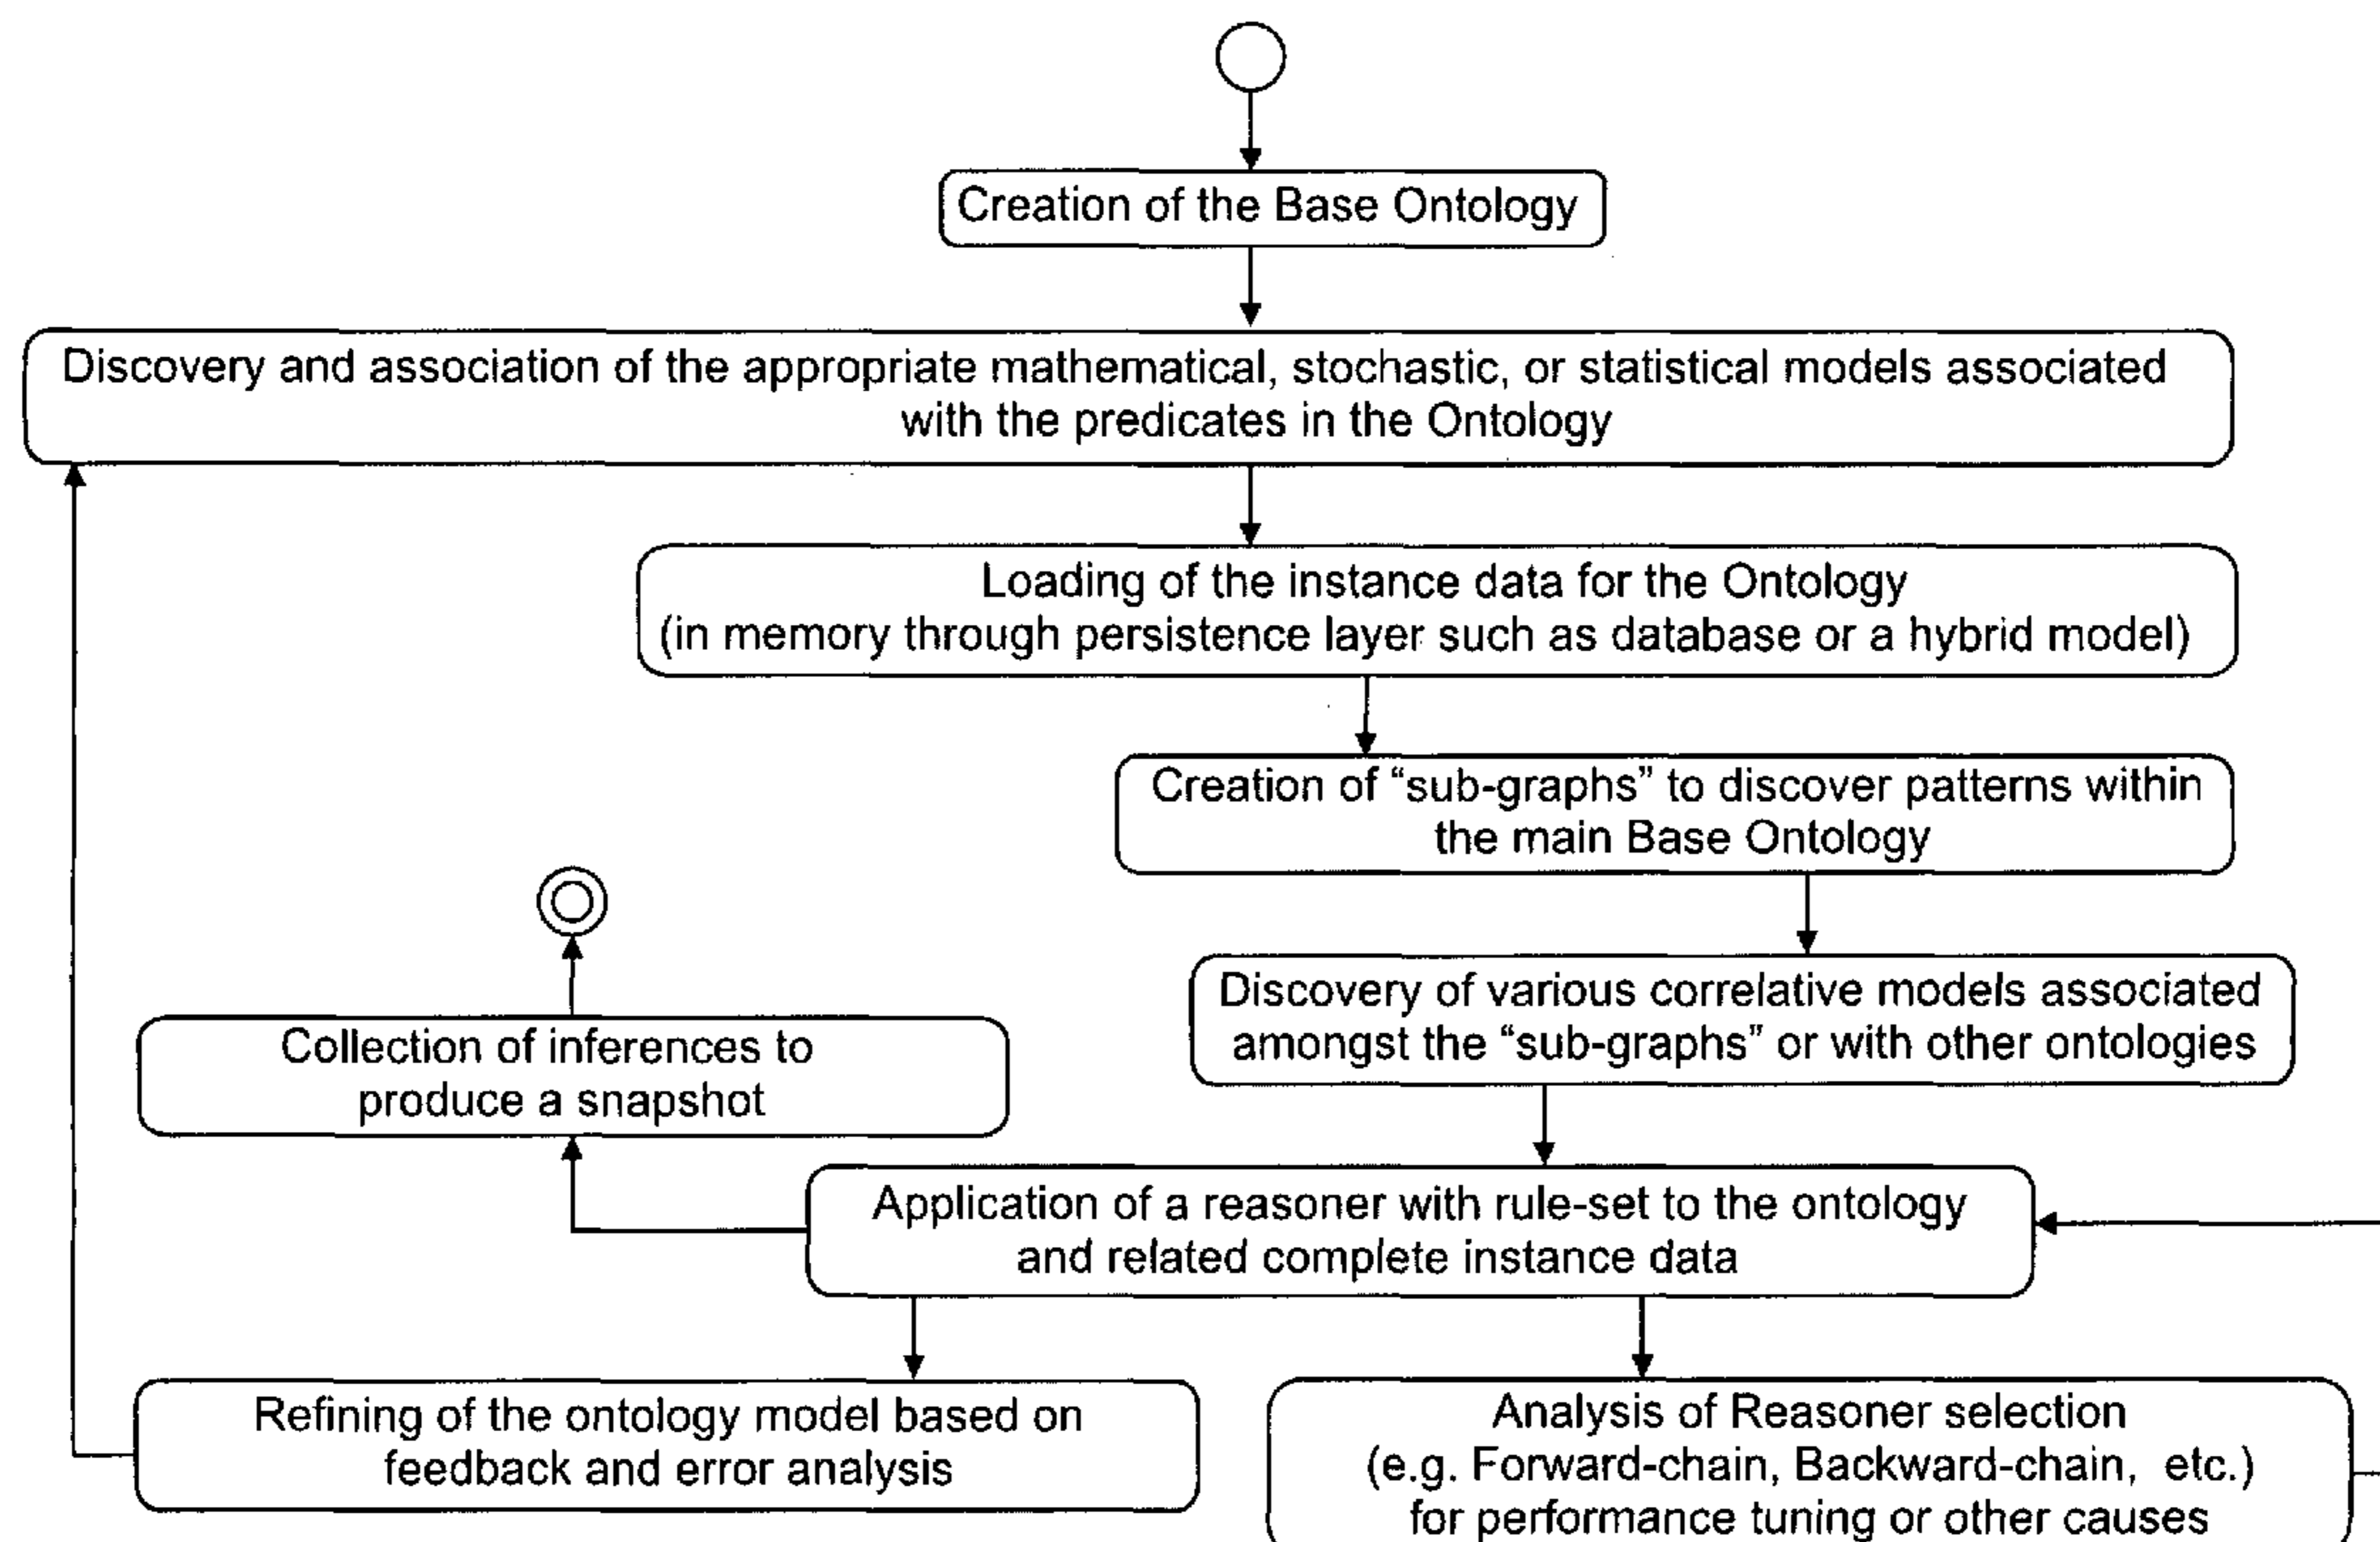 Creation of the Base Ontology
Discovery and association of the appropriate mathematical, stochastic, or statistical models associated
with the predicates in the Ontology
Loading of the instance data for the Ontology
(in memory through persistence layer such as database or a hybrid model)
Creation of “sub-graphs” to discover patterns within
the main Base Ontology
Discovery of various correlative models associated
amongst the “sub-graphs” or with other ontologies
Collection of inferences to
produce a snapshot
Application of a reasoner with rule-set to the ontology
and related complete instance data
Refining of the ontology model based on
feedback and error analysis
Analysis of Reasoner selection
(e.g. Forward-chain, Backward-chain, etc.)
for performance tuning or other causes